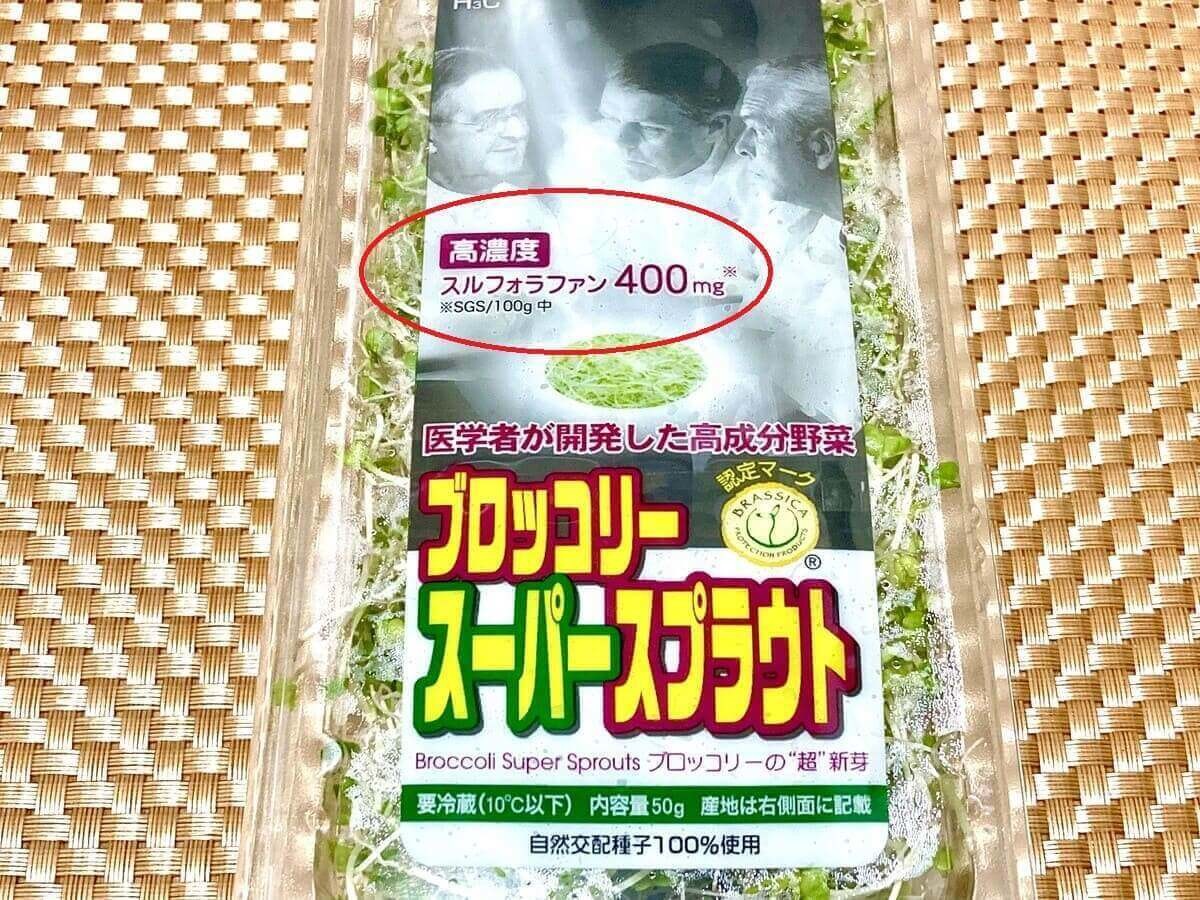 H₃C
高濃度
スルフォラファン 400mg※
※SGS/100g 中
医学者が開発した高成分野菜
認定マーク
BRASSICA
PROTECTION PRODUCTS
®
ブロッコリー
スーパースプラウト
Broccoli Super Sprouts ブロッコリーの“超”新芽
要冷蔵(10℃以下) 内容量50g 産地は右側面に記載
自然交配種子100%使用